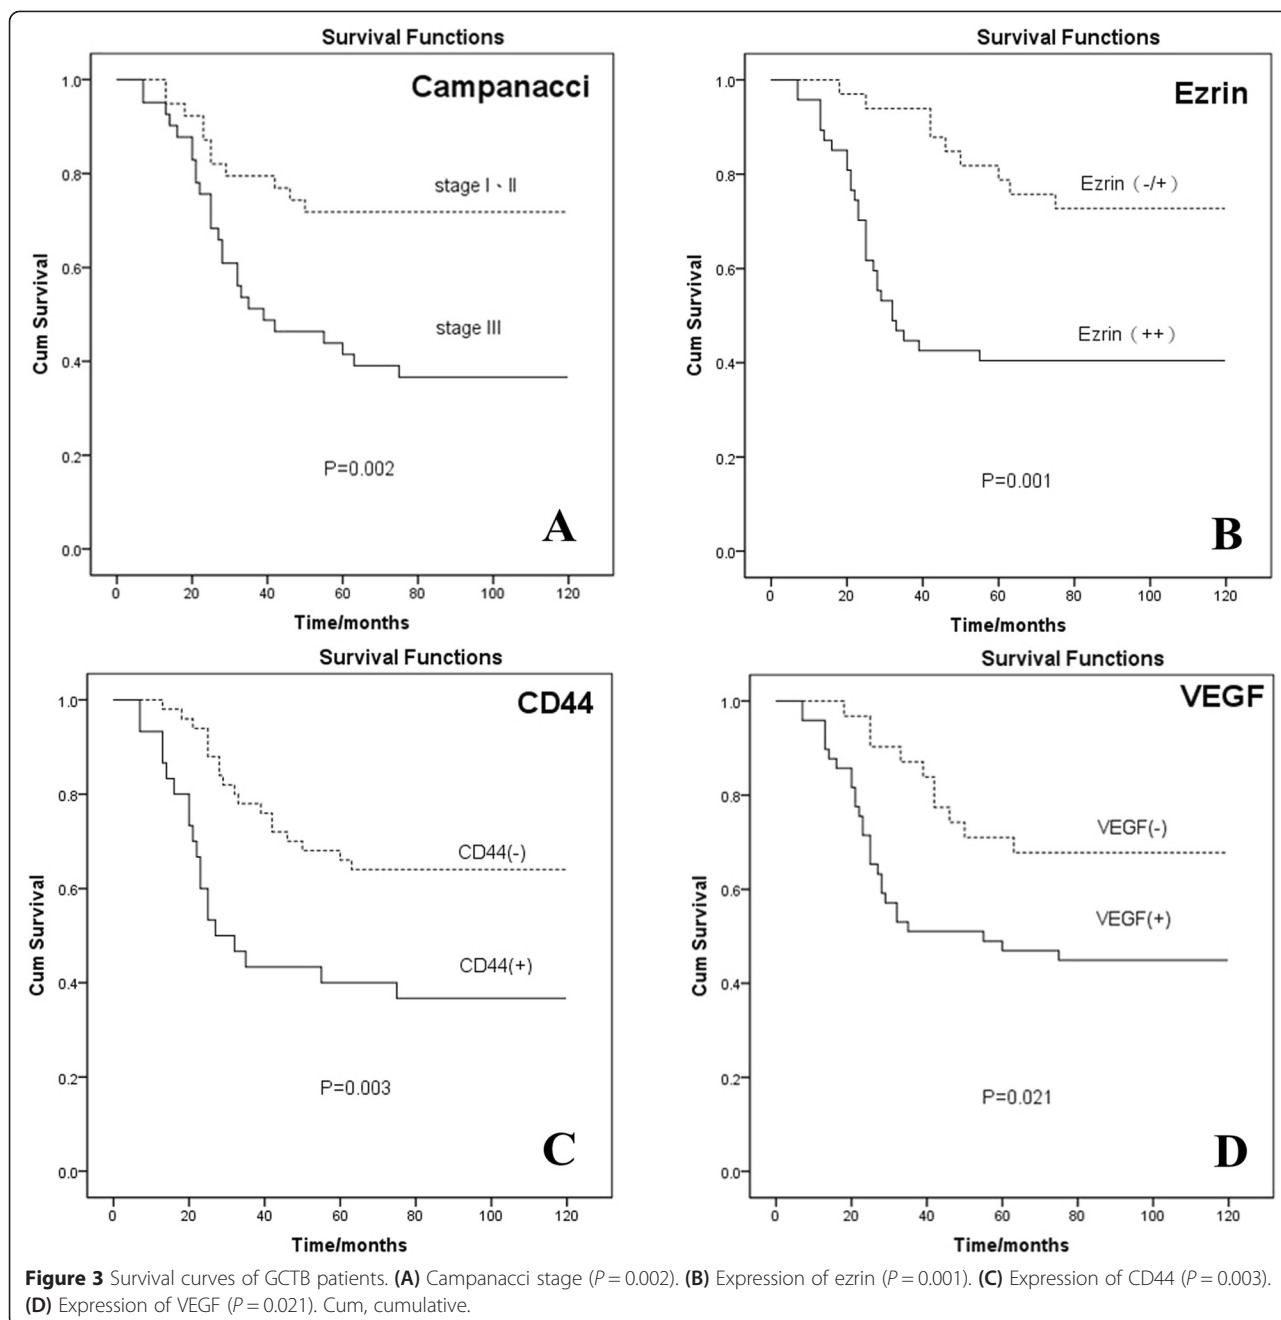 Survival Functions
Campanacci
1.0
0.8
0.6
0.4
0.2
0.0
Cum Survival
stage I、II
stage III
P=0.002
A
0 20 40 60 80 100 120
Time/months
Survival Functions
Ezrin
1.0
0.8
0.6
0.4
0.2
0.0
Cum Survival
Ezrin（-/+）
Ezrin（++）
P=0.001
B
0 20 40 60 80 100 120
Time/months
Survival Functions
CD44
1.0
0.8
0.6
0.4
0.2
0.0
Cum Survival
CD44(-)
CD44(+)
P=0.003
C
0 20 40 60 80 100 120
Time/months
Survival Functions
VEGF
1.0
0.8
0.6
0.4
0.2
0.0
Cum Survival
VEGF(-)
VEGF(+)
P=0.021
D
0 20 40 60 80 100 120
Time/months
Figure 3 Survival curves of GCTB patients. (A) Campanacci stage (P = 0.002). (B) Expression of ezrin (P = 0.001). (C) Expression of CD44 (P = 0.003).
(D) Expression of VEGF (P = 0.021). Cum, cumulative.